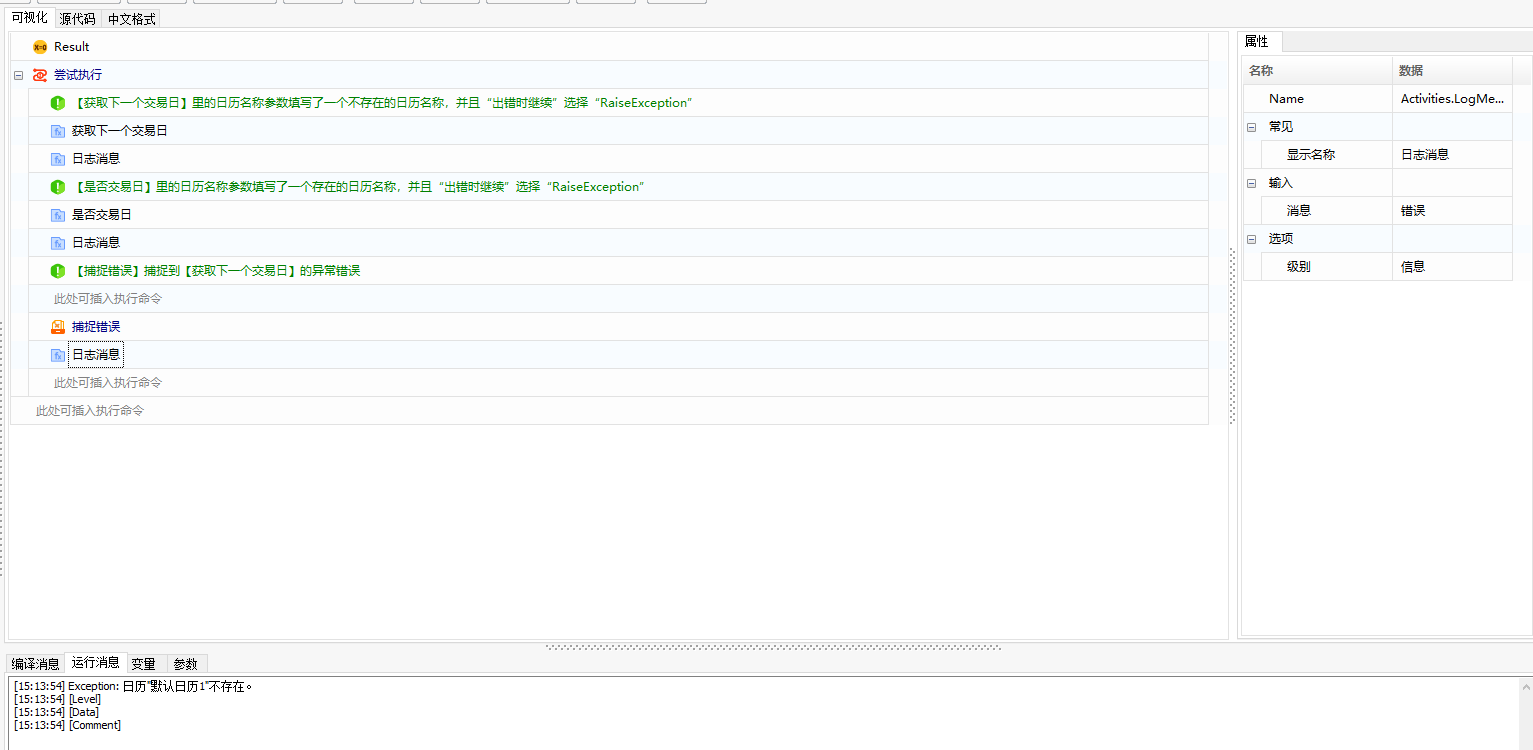 可视化 源代码 中文格式
Result
尝试执行
【获取下一个交易日】里的日历名称参数填写了一个不存在的日历名称，并且“出错时继续”选择“RaiseException”
获取下一个交易日
日志消息
【是否交易日】里的日历名称参数填写了一个存在的日历名称，并且“出错时继续”选择“RaiseException”
是否交易日
日志消息
【捕捉错误】捕捉到【获取下一个交易日】的异常错误
此处可插入执行命令
捕捉错误
日志消息
此处可插入执行命令
此处可插入执行命令
属性
名称 数据
Name Activities.LogMe...
常见
显示名称 日志消息
输入
消息 错误
选项
级别 信息
编译消息 运行消息 变量 参数
[15:13:54] Exception: 日历"默认日历1"不存在。
[15:13:54] [Level]
[15:13:54] [Data]
[15:13:54] [Comment]